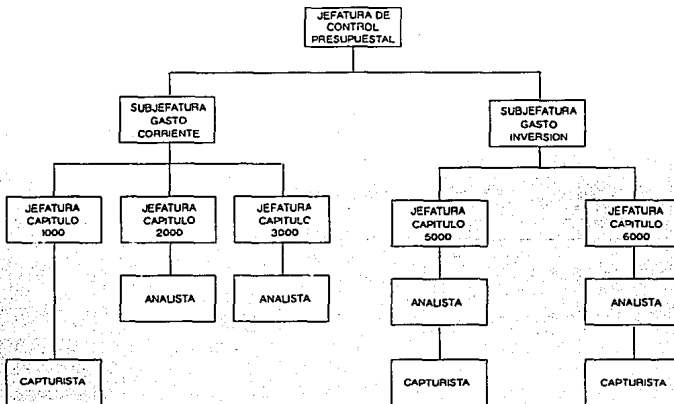 JEFATURA DE
CONTROL
PRESUPUESTAL
SUBJEFATURA
GASTO
CORRIENTE
SUBJEFATURA
GASTO
INVERSION
JEFATURA
CAPITULO
1000
JEFATURA
CAPITULO
2000
JEFATURA
CAPITULO
3000
JEFATURA
CAPITULO
5000
JEFATURA
CAPITULO
6000
ANALISTA
ANALISTA
ANALISTA
ANALISTA
CAPTURISTA
CAPTURISTA
CAPTURISTA